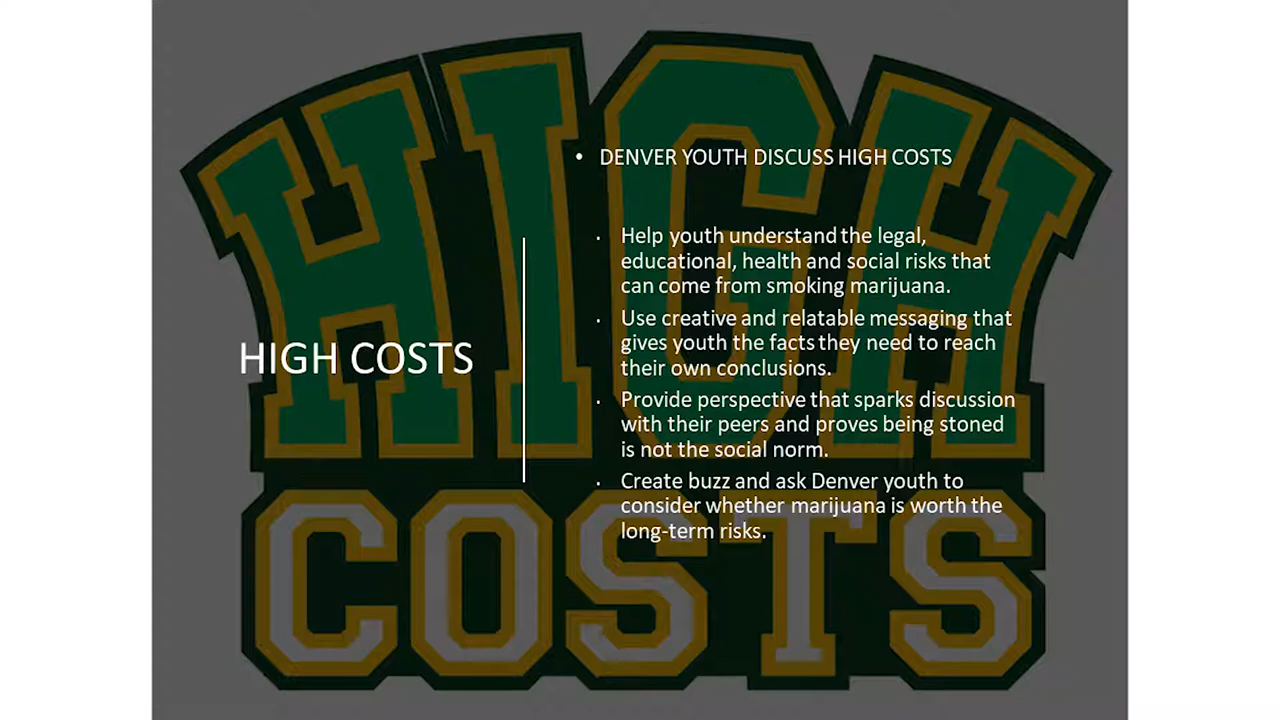 HIGH
COSTS
HIGH COSTS
• DENVER YOUTH DISCUSS HIGH COSTS
• Help youth understand the legal,
educational, health and social risks that
can come from smoking marijuana.
• Use creative and relatable messaging that
gives youth the facts they need to reach
their own conclusions.
• Provide perspective that sparks discussion
with their peers and proves being stoned
is not the social norm.
• Create buzz and ask Denver youth to
consider whether marijuana is worth the
long-term risks.